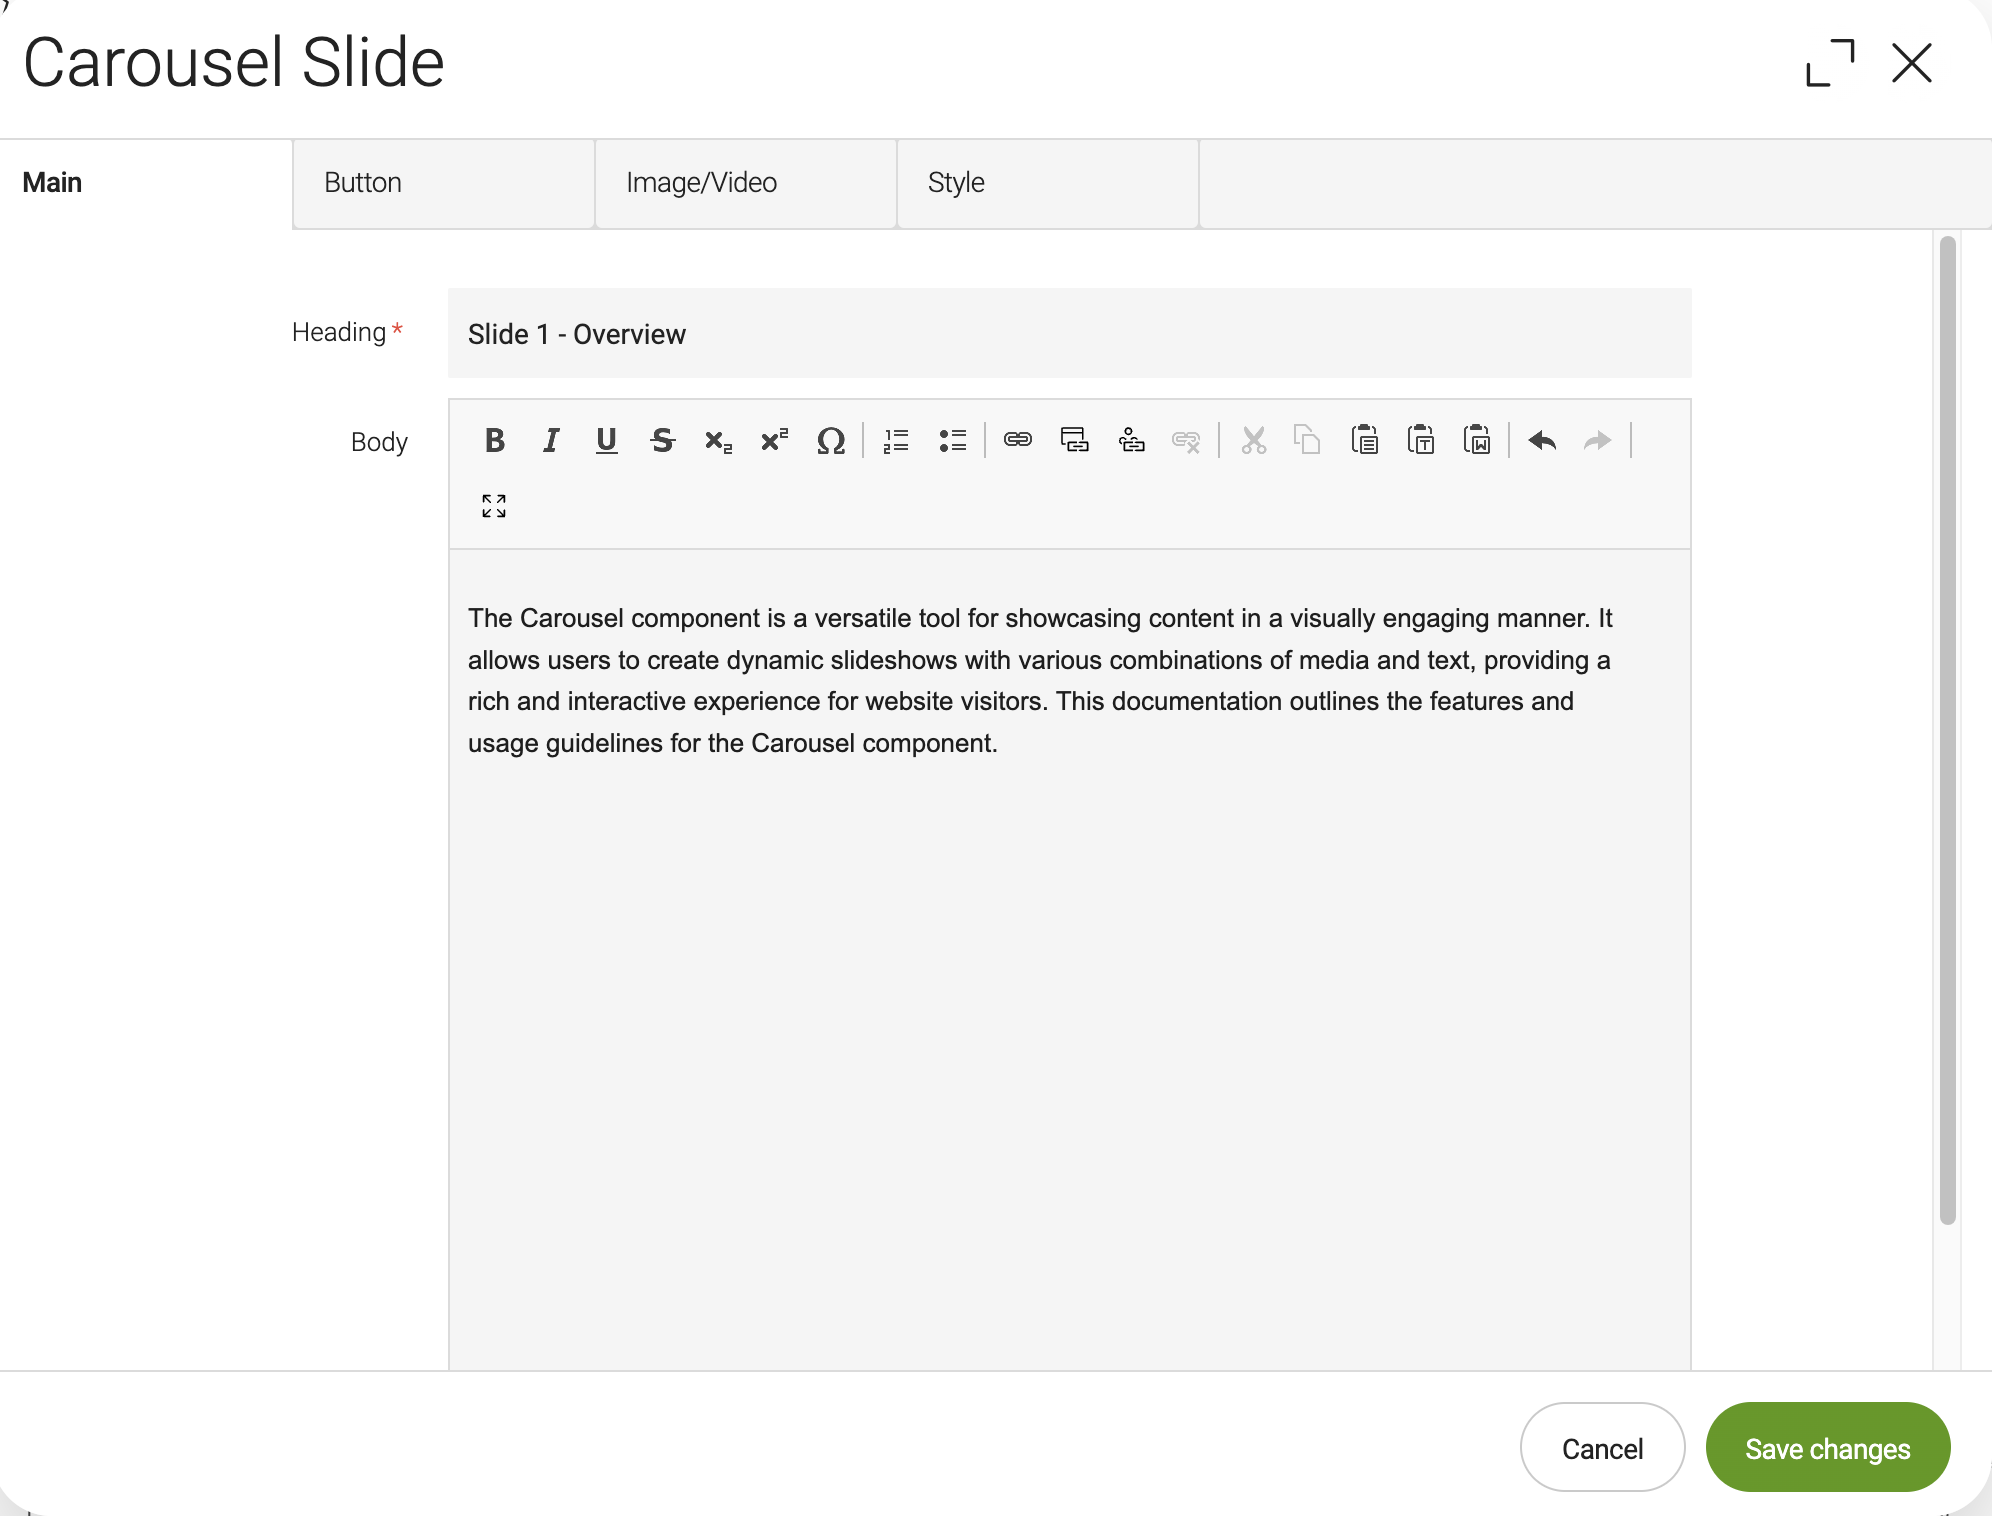 Carousel Slide
Main
Button
Image/Video
Style
Heading *
Slide 1 - Overview
Body
The Carousel component is a versatile tool for showcasing content in a visually engaging manner. It
allows users to create dynamic slideshows with various combinations of media and text, providing a
rich and interactive experience for website visitors. This documentation outlines the features and
usage guidelines for the Carousel component.
Cancel
Save changes